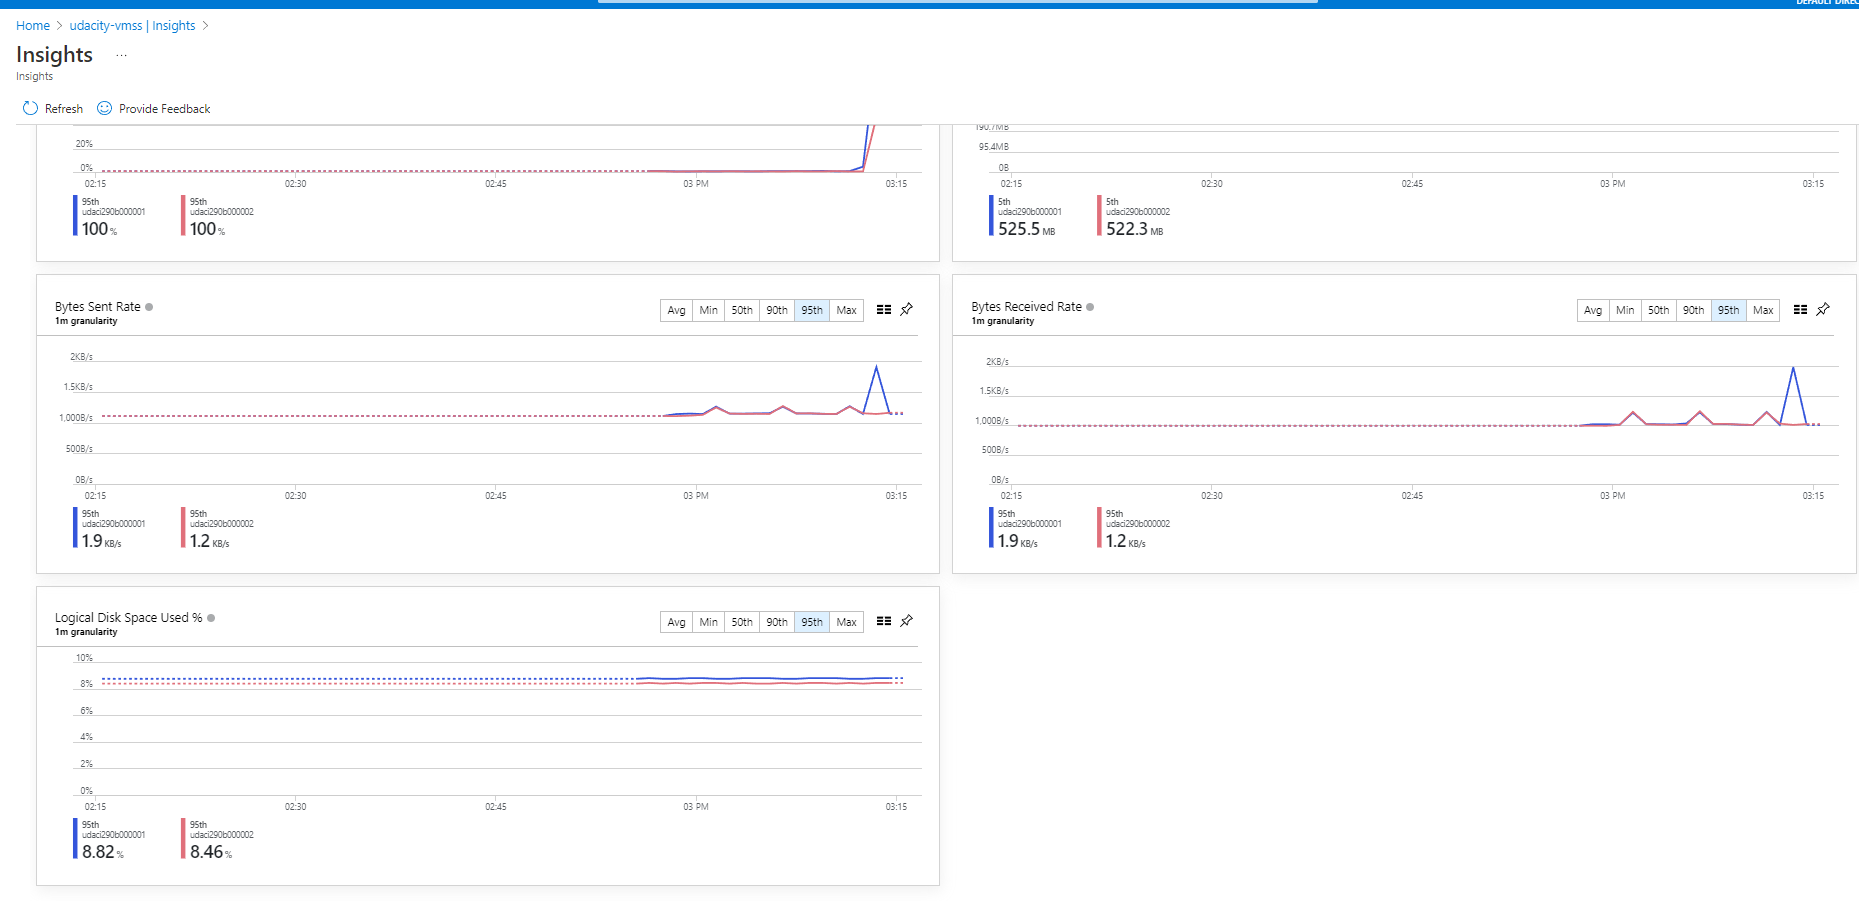 DEFAULT DIREC
Home > udacity-vmss | Insights >
Insights ...
Insights
Refresh Provide Feedback
20%
0%
02:15 02:30 02:45 03 PM 03:15
95th 95th
udaci290b000001 udaci290b000002
100 % 100 %
190.7MB
95.4MB
0B
02:15 02:30 02:45 03 PM 03:15
5th 5th
udaci290b000001 udaci290b000002
525.5 MB 522.3 MB
Bytes Sent Rate
1m granularity
Avg Min 50th 90th 95th Max
2KB/s
1.5KB/s
1,000B/s
500B/s
0B/s
02:15 02:30 02:45 03 PM 03:15
95th 95th
udaci290b000001 udaci290b000002
1.9 KB/s 1.2 KB/s
Bytes Received Rate
1m granularity
Avg Min 50th 90th 95th Max
2KB/s
1.5KB/s
1,000B/s
500B/s
0B/s
02:15 02:30 02:45 03 PM 03:15
95th 95th
udaci290b000001 udaci290b000002
1.9 KB/s 1.2 KB/s
Logical Disk Space Used %
1m granularity
Avg Min 50th 90th 95th Max
10%
8%
6%
4%
2%
0%
02:15 02:30 02:45 03 PM 03:15
95th 95th
udaci290b000001 udaci290b000002
8.82 % 8.46 %